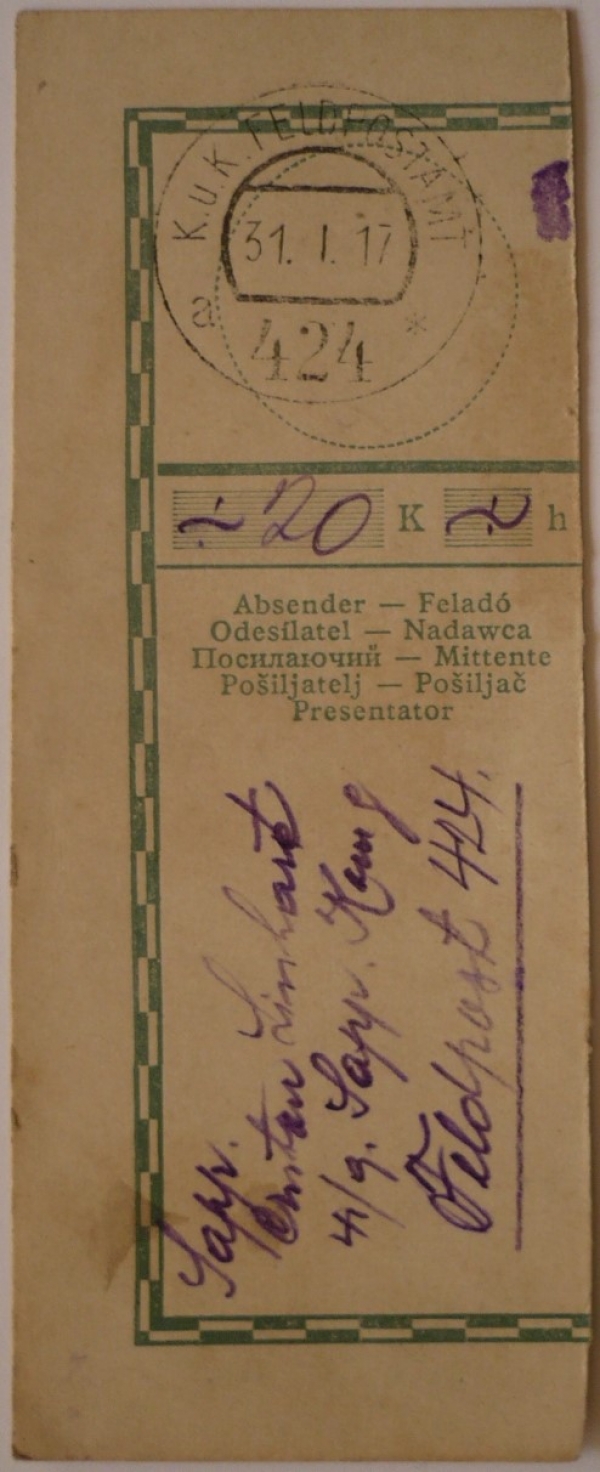 K.u.K. FELDPOSTAMT
31. I. 17
a 424 *
20 K h
Absender — Feladó
Odesílatel — Nadawca
Посилаючий — Mittente
Pošiljatelj — Pošiljač
Presentator
Sapp.
Linhart
4/9. Sapp. Komp
Feldpost 424.